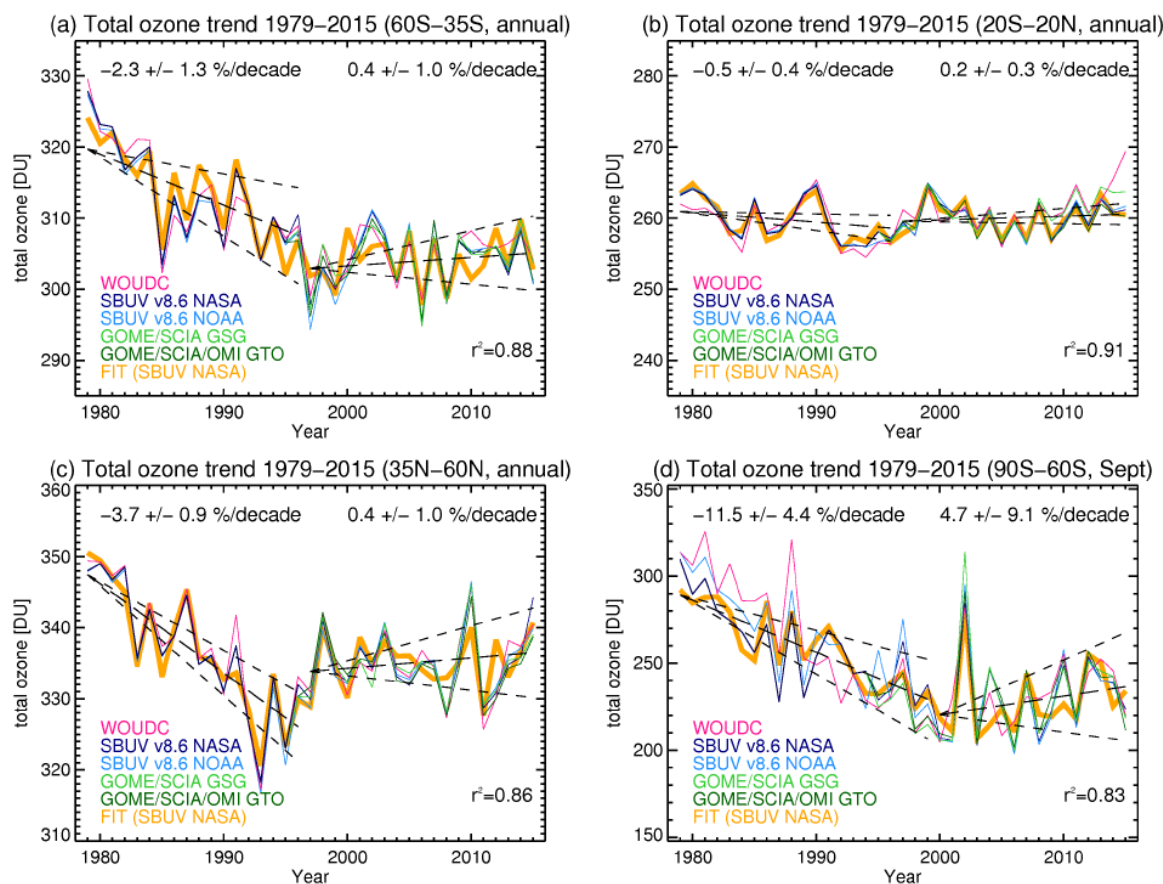 (a) Total ozone trend 1979−2015 (60S−35S, annual)
−2.3 +/− 1.3 %/decade 0.4 +/− 1.0 %/decade
330
320
310
300
290
total ozone [DU]
WOUDC
SBUV v8.6 NASA
SBUV v8.6 NOAA
GOME/SCIA GSG
GOME/SCIA/OMI GTO
FIT (SBUV NASA)
r²=0.88
1980 1990 2000 2010
Year
(b) Total ozone trend 1979−2015 (20S−20N, annual)
−0.5 +/− 0.4 %/decade 0.2 +/− 0.3 %/decade
280
270
260
250
240
total ozone [DU]
WOUDC
SBUV v8.6 NASA
SBUV v8.6 NOAA
GOME/SCIA GSG
GOME/SCIA/OMI GTO
FIT (SBUV NASA)
r²=0.91
1980 1990 2000 2010
Year
(c) Total ozone trend 1979−2015 (35N−60N, annual)
−3.7 +/− 0.9 %/decade 0.4 +/− 1.0 %/decade
360
350
340
330
320
310
total ozone [DU]
WOUDC
SBUV v8.6 NASA
SBUV v8.6 NOAA
GOME/SCIA GSG
GOME/SCIA/OMI GTO
FIT (SBUV NASA)
r²=0.86
1980 1990 2000 2010
Year
(d) Total ozone trend 1979−2015 (90S−60S, Sept)
−11.5 +/− 4.4 %/decade 4.7 +/− 9.1 %/decade
350
300
250
200
150
total ozone [DU]
WOUDC
SBUV v8.6 NASA
SBUV v8.6 NOAA
GOME/SCIA GSG
GOME/SCIA/OMI GTO
FIT (SBUV NASA)
r²=0.83
1980 1990 2000 2010
Year